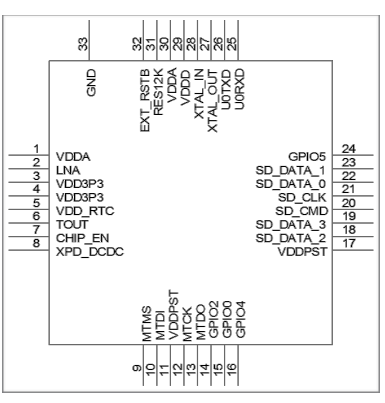 33 32 31 30 29 28 27 26 25
GND EXT_RSTB RES12K VDDA VDDD XTAL_IN XTAL_OUT U0TXD U0RXD
1 VDDA
2 LNA
3 VDD3P3
4 VDD3P3
5 VDD_RTC
6 TOUT
7 CHIP_EN
8 XPD_DCDC
GPIO5 24
SD_DATA_1 23
SD_DATA_0 22
SD_CLK 21
SD_CMD 20
SD_DATA_3 19
SD_DATA_2 18
VDDPST 17
MTMS MTDI VDDPST MTCK MTDO GPIO2 GPIO0 GPIO4
9 10 11 12 13 14 15 16